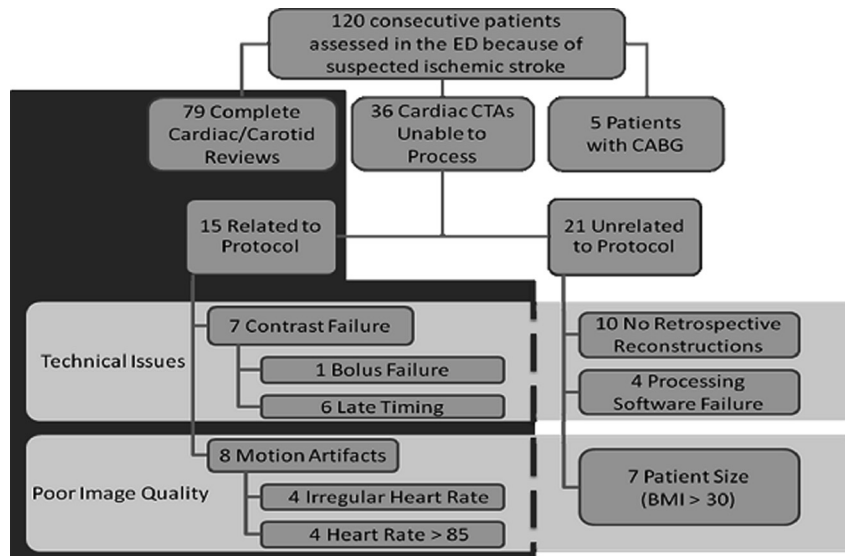 120 consecutive patients
assessed in the ED because of
suspected ischemic stroke
79 Complete
Cardiac/Carotid
Reviews
36 Cardiac CTAs
Unable to
Process
5 Patients
with CABG
15 Related to
Protocol
21 Unrelated
to Protocol
Technical Issues
7 Contrast Failure
1 Bolus Failure
6 Late Timing
10 No Retrospective
Reconstructions
4 Processing
Software Failure
Poor Image Quality
8 Motion Artifacts
4 Irregular Heart Rate
4 Heart Rate > 85
7 Patient Size
(BMI > 30)